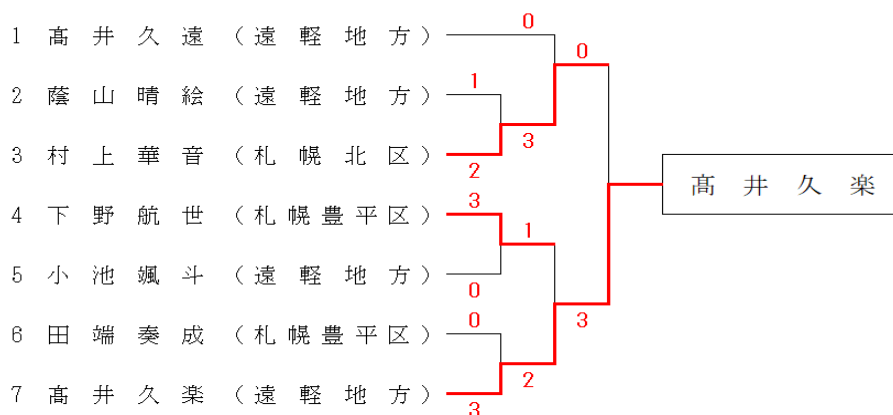 0
1 髙井久遠（遠軽地方）
0
1
2 蔭山晴絵（遠軽地方）
3
3 村上華音（札幌北区）
2
髙井久楽
3
4 下野航世（札幌豊平区）
1
5 小池颯斗（遠軽地方）
0
0
3
6 田端奏成（札幌豊平区）
2
7 髙井久楽（遠軽地方）
3